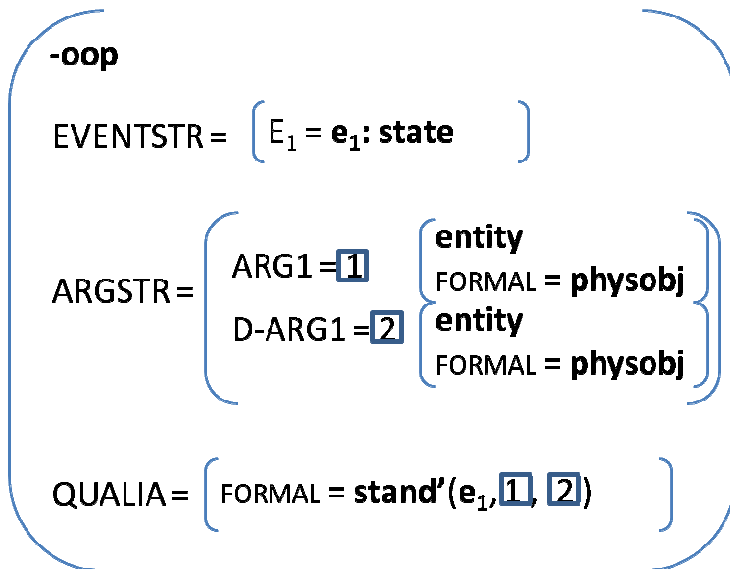 -oop
EVENTSTR = E₁ = e₁: state
entity
ARG1 = 1
FORMAL = physobj
ARGSTR =
D-ARG1 = 2
entity
FORMAL = physobj
QUALIA = FORMAL = stand’(e₁, 1, 2)